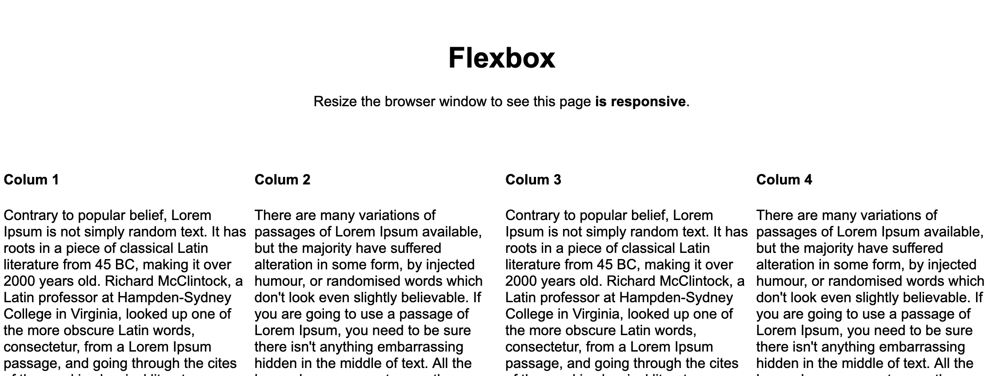 Flexbox
Resize the browser window to see this page is responsive.
Colum 1
Contrary to popular belief, Lorem
Ipsum is not simply random text. It has
roots in a piece of classical Latin
literature from 45 BC, making it over
2000 years old. Richard McClintock, a
Latin professor at Hampden-Sydney
College in Virginia, looked up one of
the more obscure Latin words,
consectetur, from a Lorem Ipsum
passage, and going through the cites
Colum 2
There are many variations of
passages of Lorem Ipsum available,
but the majority have suffered
alteration in some form, by injected
humour, or randomised words which
don't look even slightly believable. If
you are going to use a passage of
Lorem Ipsum, you need to be sure
there isn't anything embarrassing
hidden in the middle of text. All the
Colum 3
Contrary to popular belief, Lorem
Ipsum is not simply random text. It has
roots in a piece of classical Latin
literature from 45 BC, making it over
2000 years old. Richard McClintock, a
Latin professor at Hampden-Sydney
College in Virginia, looked up one of
the more obscure Latin words,
consectetur, from a Lorem Ipsum
passage, and going through the cites
Colum 4
There are many variations of
passages of Lorem Ipsum available,
but the majority have suffered
alteration in some form, by injected
humour, or randomised words which
don't look even slightly believable. If
you are going to use a passage of
Lorem Ipsum, you need to be sure
there isn't anything embarrassing
hidden in the middle of text. All the